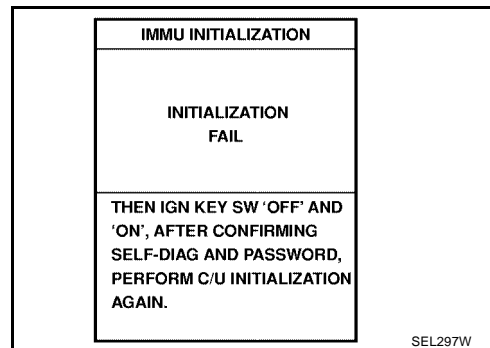 IMMU INITIALIZATION
INITIALIZATION
FAIL
THEN IGN KEY SW 'OFF' AND
'ON', AFTER CONFIRMING
SELF-DIAG AND PASSWORD,
PERFORM C/U INITIALIZATION
AGAIN.
SEL297W